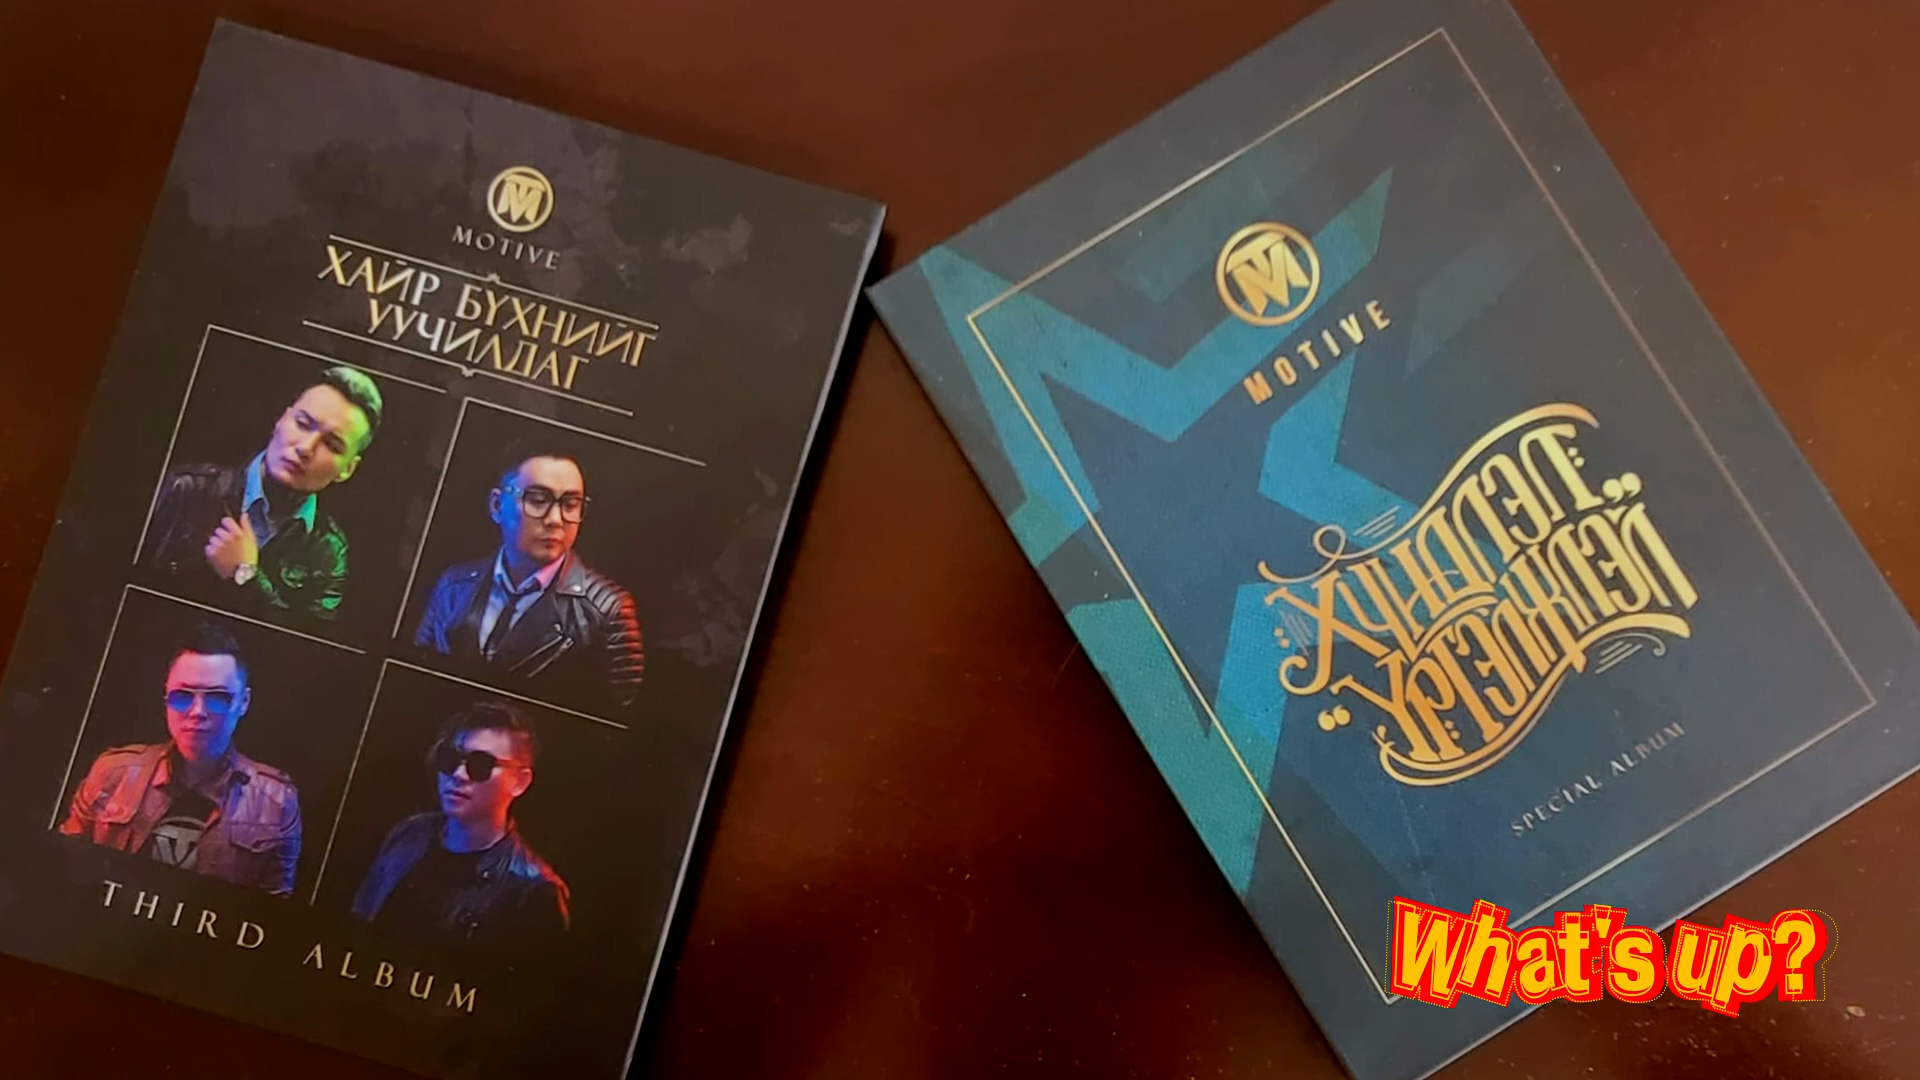 MOTIVE
ХАЙР БҮХНИЙГ
УУЧИЛДАГ
THIRD ALBUM
MOTIVE
ХҮНДЛЭЛ
“ҮРГЭЛЖЛЭЛ”
SPECIAL ALBUM
What's up?